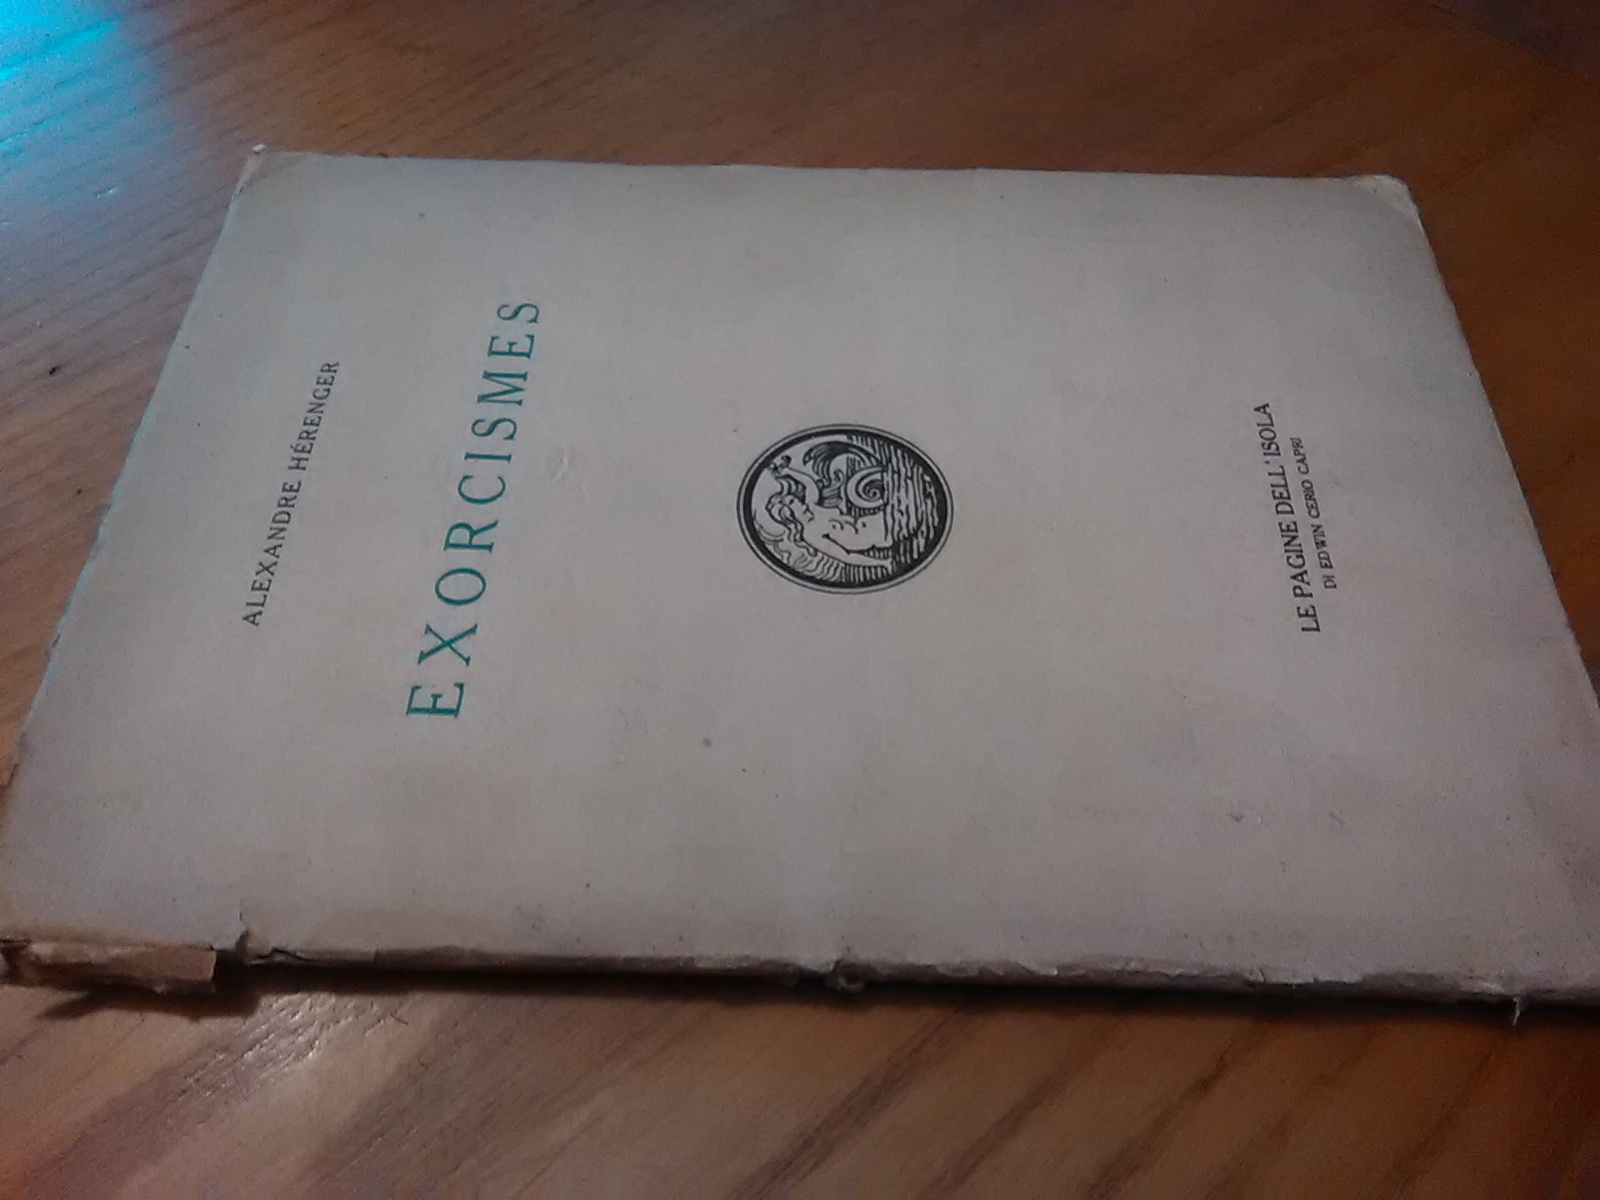 ALEXANDRE HÉRENGER
EXORCISMES
LE PAGINE DELL'ISOLA
DI EDWIN CERIO CAPRI